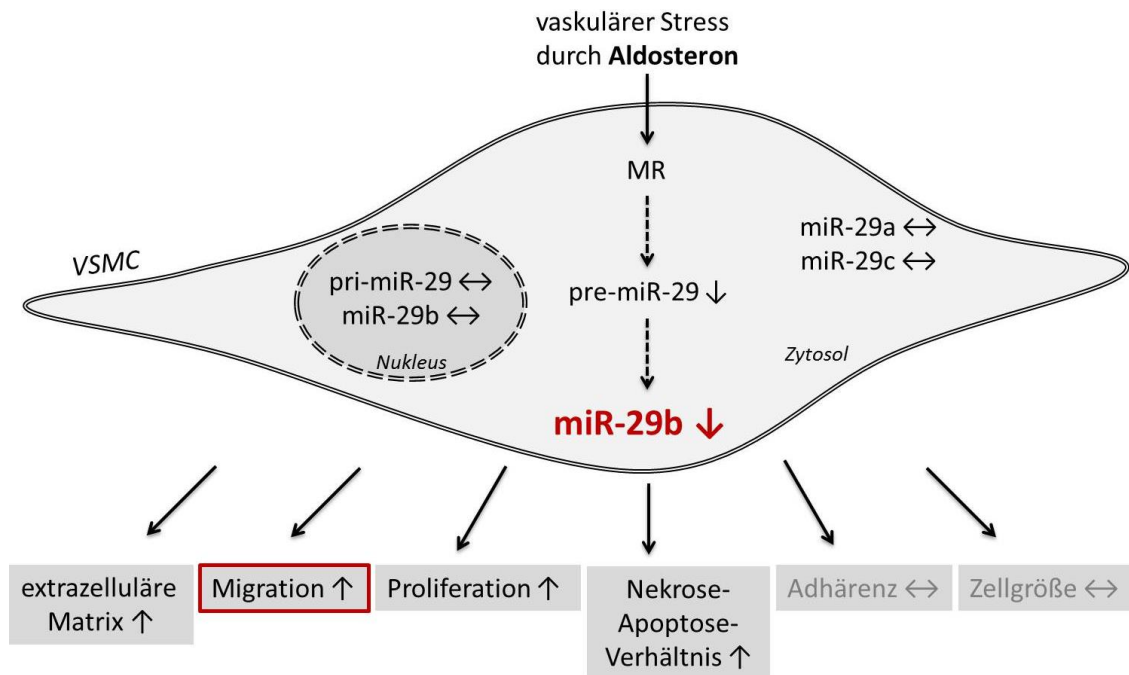 vaskulärer Stress
durch Aldosteron
MR
miR-29a ↔
miR-29c ↔
VSMC
pri-miR-29 ↔
miR-29b ↔
Nukleus
pre-miR-29 ↓
Zytosol
miR-29b ↓
extrazelluläre
Matrix ↑
Migration ↑
Proliferation ↑
Nekrose-
Apoptose-
Verhältnis ↑
Adhärenz ↔
Zellgröße ↔